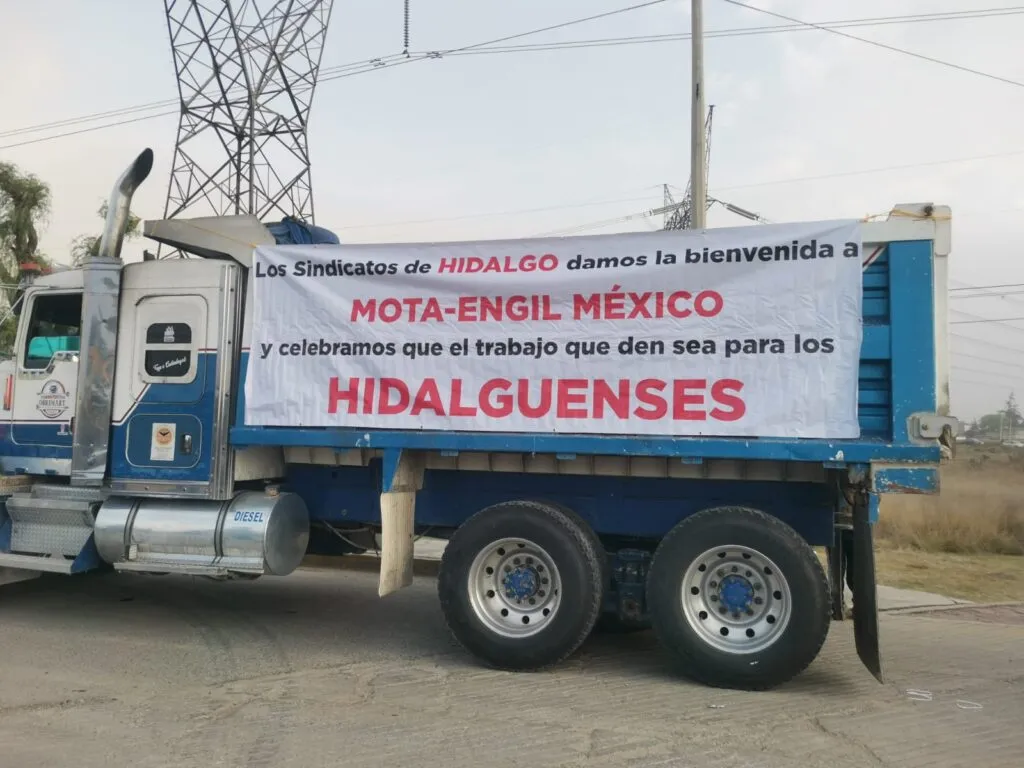 Los Sindicatos de HIDALGO damos la bienvenida a
MOTA-ENGIL MÉXICO
y celebramos que el trabajo que den sea para los
HIDALGUENSES
DIESEL